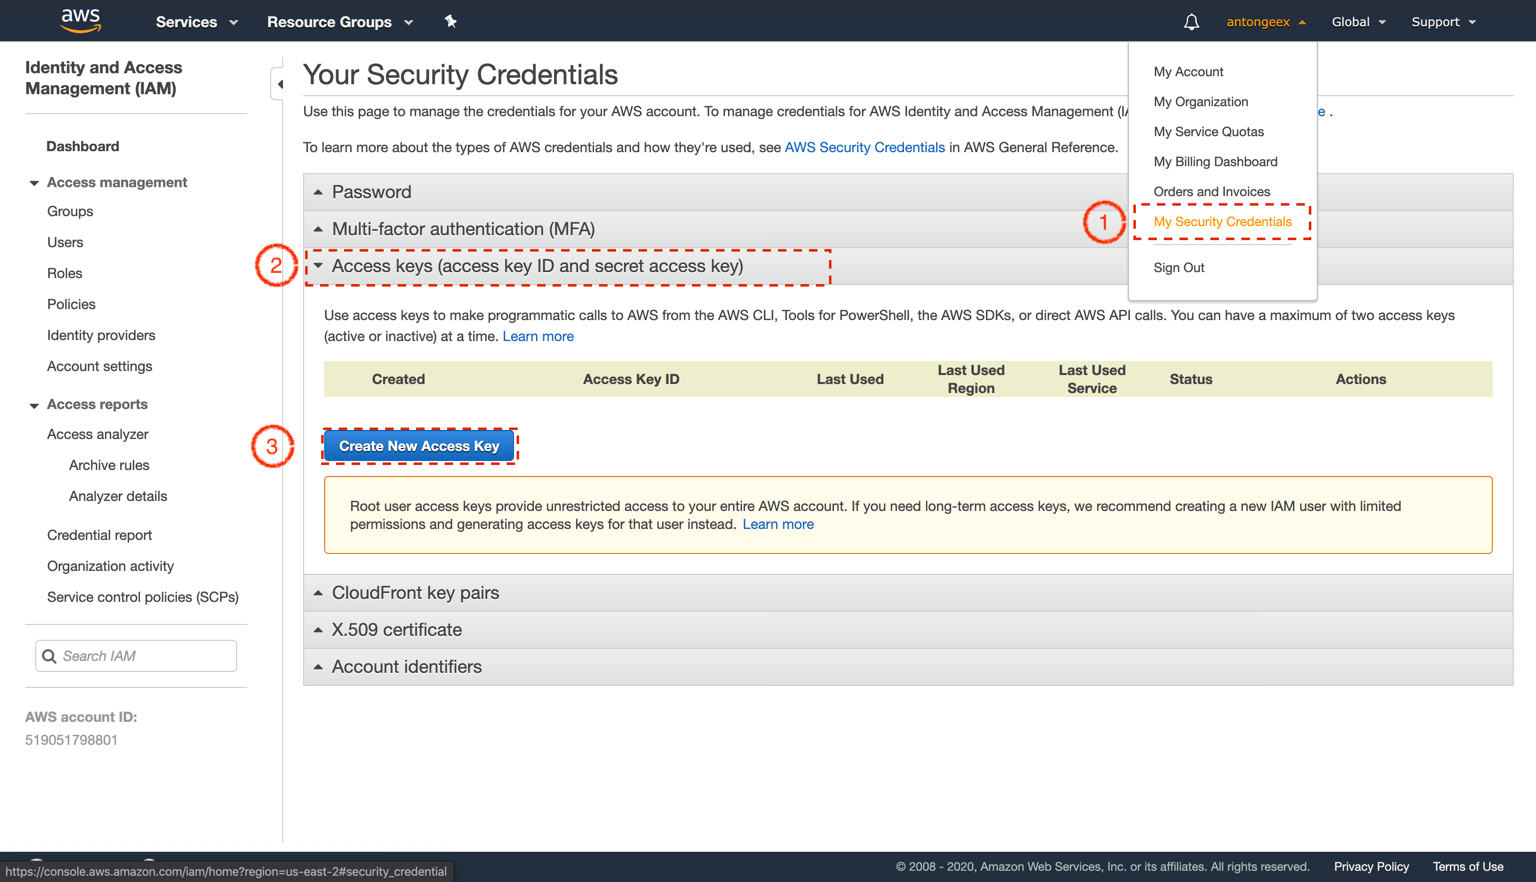 aws
Services
Resource Groups
antongeex
Global
Support
Identity and Access
Management (IAM)
Dashboard
Access management
Groups
Users
Roles
Policies
Identity providers
Account settings
Access reports
Access analyzer
Archive rules
Analyzer details
Credential report
Organization activity
Service control policies (SCPs)
Search IAM
AWS account ID:
519051798801
Your Security Credentials
Use this page to manage the credentials for your AWS account. To manage credentials for AWS Identity and Access Management (IA
e .
To learn more about the types of AWS credentials and how they're used, see AWS Security Credentials in AWS General Reference.
My Account
My Organization
My Service Quotas
My Billing Dashboard
Orders and Invoices
1
My Security Credentials
Sign Out
Password
Multi-factor authentication (MFA)
2
Access keys (access key ID and secret access key)
Use access keys to make programmatic calls to AWS from the AWS CLI, Tools for PowerShell, the AWS SDKs, or direct AWS API calls. You can have a maximum of two access keys
(active or inactive) at a time. Learn more
Created
Access Key ID
Last Used
Last Used
Region
Last Used
Service
Status
Actions
3
Create New Access Key
Root user access keys provide unrestricted access to your entire AWS account. If you need long-term access keys, we recommend creating a new IAM user with limited
permissions and generating access keys for that user instead. Learn more
CloudFront key pairs
X.509 certificate
Account identifiers
https://console.aws.amazon.com/iam/home?region=us-east-2#security_credential
© 2008 - 2020, Amazon Web Services, Inc. or its affiliates. All rights reserved.
Privacy Policy
Terms of Use